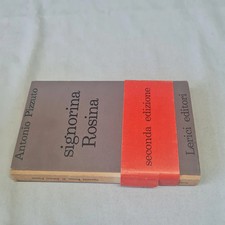 Antonio Pizzuto
signorina
Rosina
seconda edizione
Lerici editori